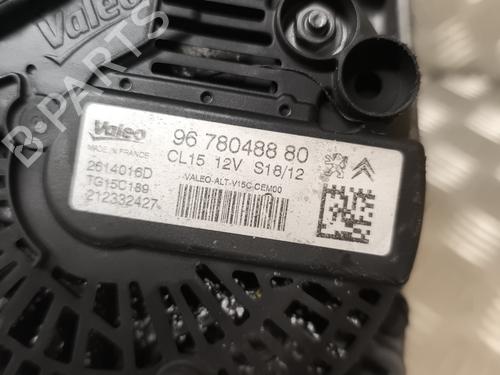 Valeo
B-PARTS
Valeo
MADE IN FRANCE
96 780488 80
CL15 12V S18/12
VALEO-ALT-V15C-CEM00
2614016D
TG15C189
212332427